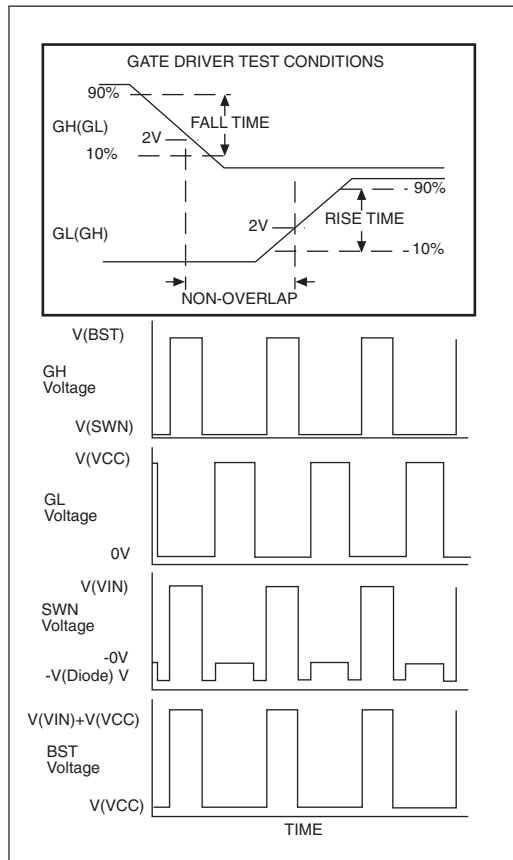 GATE DRIVER TEST CONDITIONS
90%
FALL TIME
GH(GL)
2V
10%
90%
RISE TIME
2V
GL(GH)
10%
NON-OVERLAP
V(BST)
GH
Voltage
V(SWN)
V(VCC)
GL
Voltage
0V
V(VIN)
SWN
Voltage
-0V
-V(Diode) V
V(VIN)+V(VCC)
BST
Voltage
V(VCC)
TIME